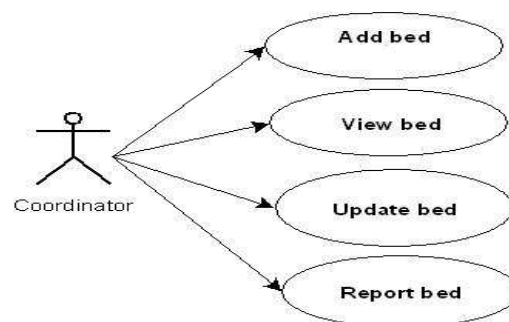 Add bed
View bed
Coordinator
Update bed
Report bed